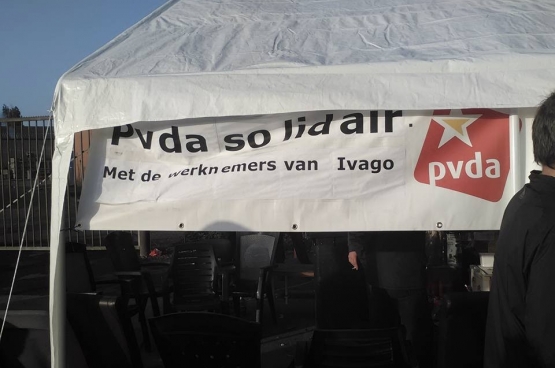 Pvda solidair.
Met de werknemers van Ivago
pvda